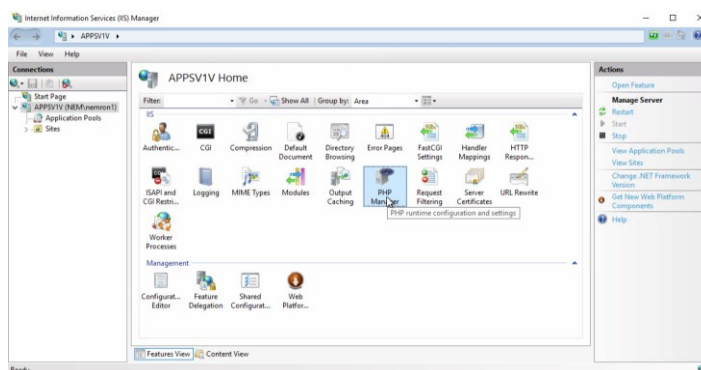 Internet Information Services (IIS) Manager
APPSV1V
File View Help
Connections
Start Page
APPSV1V (NEM\nemron1)
Application Pools
Sites
APPSV1V Home
Filter: Go Show All Group by: Area
IIS
Authentic... CGI Compression Default Document Directory Browsing Error Pages FastCGI Settings Handler Mappings HTTP Respon...
ISAPI and CGI Restri... Logging MIME Types Modules Output Caching PHP Manager Request Filtering Server Certificates URL Rewrite
PHP runtime configuration and settings
Worker Processes
Management
Configurat... Editor Feature Delegation Shared Configurat... Web Platfor...
Features View Content View
Ready
Actions
Open Feature
Manage Server
Restart
Start
Stop
View Application Pools
View Sites
Change .NET Framework
Version
Get New Web Platform
Components
Help